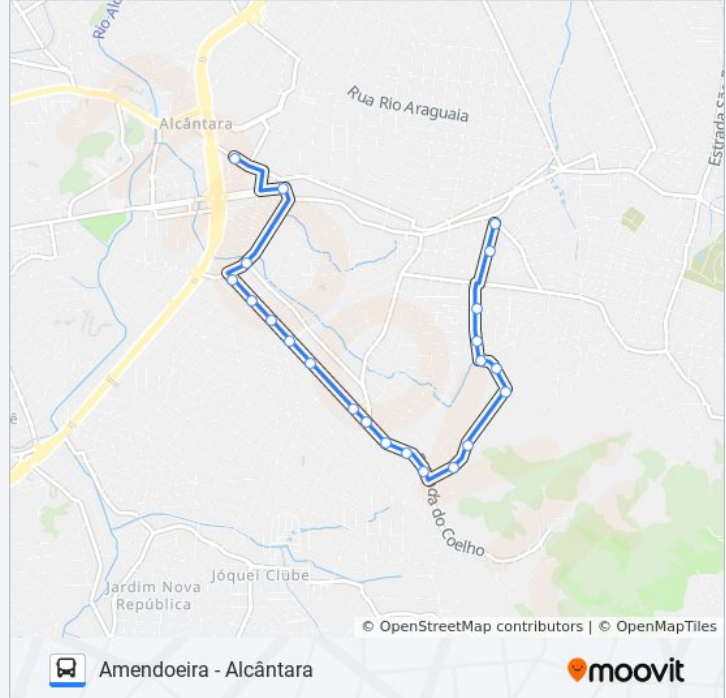 Rio Alc
Rua Rio Araguaia
Alcântara
Estrada São
da do Coelho
Jóquei Clube
Jardim Nova
República
ê
© OpenStreetMap contributors | © OpenMapTiles
Amendoeira - Alcântara
moovit